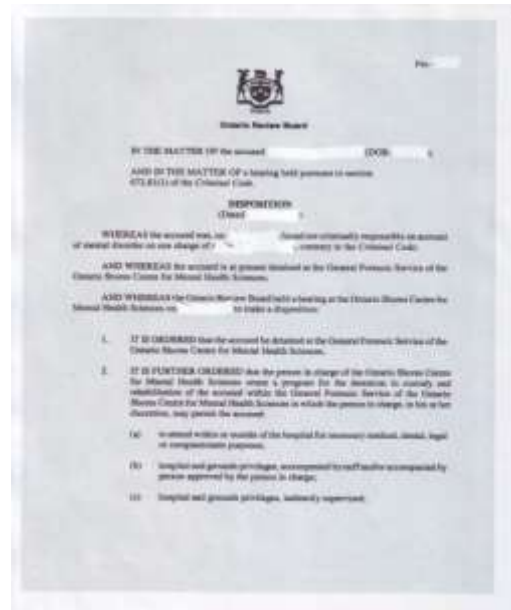 File
Ontario Review Board
IN THE MATTER OF the accused (DOB: );
AND IN THE MATTER OF a hearing held pursuant to section
672.81(1) of the Criminal Code.
DISPOSITION
(Dated )
WHEREAS the accused was, on found not criminally responsible on account
of mental disorder on one charge of , contrary to the Criminal Code;
AND WHEREAS the accused is at present detained at the General Forensic Service of the
Ontario Shores Centre for Mental Health Sciences;
AND WHEREAS the Ontario Review Board held a hearing at the Ontario Shores Centre for
Mental Health Sciences on to make a disposition:
1. IT IS ORDERED that the accused be detained at the General Forensic Service of the
Ontario Shores Centre for Mental Health Sciences.
2. IT IS FURTHER ORDERED that the person in charge of the Ontario Shores Centre
for Mental Health Sciences create a program for the detention in custody and
rehabilitation of the accused within the General Forensic Service of the Ontario
Shores Centre for Mental Health Sciences in which the person in charge, in his or her
discretion, may permit the accused:
(a) to attend within or outside of the hospital for necessary medical, dental, legal
or compassionate purposes;
(b) hospital and grounds privileges, accompanied by staff and/or accompanied by
person approved by the person in charge;
(c) hospital and grounds privileges, indirectly supervised;